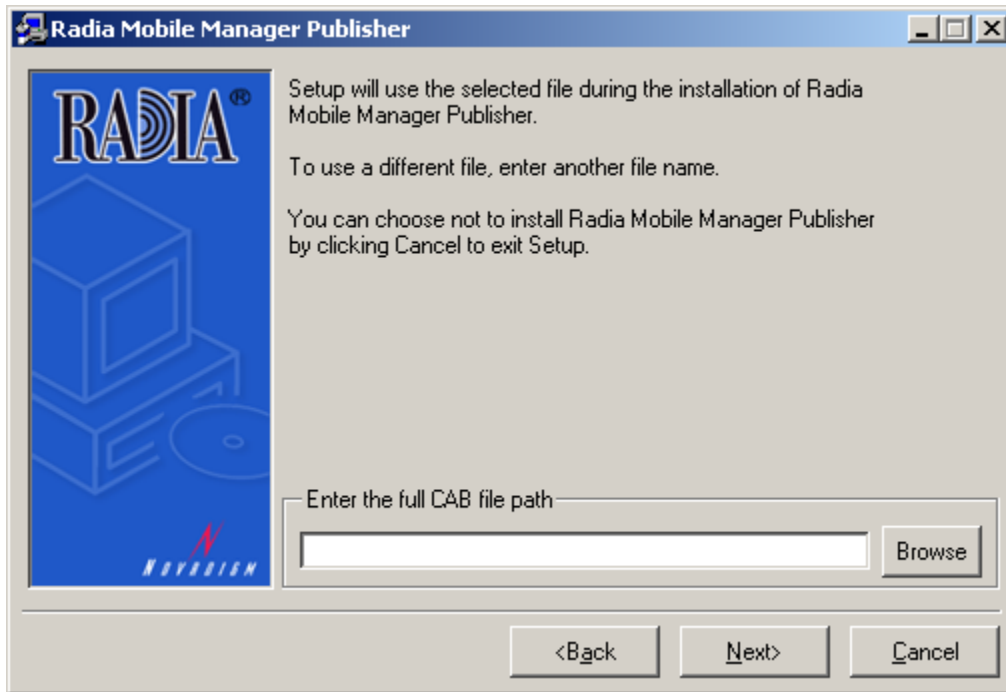 Radia Mobile Manager Publisher
RADIA®
Setup will use the selected file during the installation of Radia
Mobile Manager Publisher.
To use a different file, enter another file name.
You can choose not to install Radia Mobile Manager Publisher
by clicking Cancel to exit Setup.
Enter the full CAB file path
Browse
NOVADIGM
<Back
Next>
Cancel